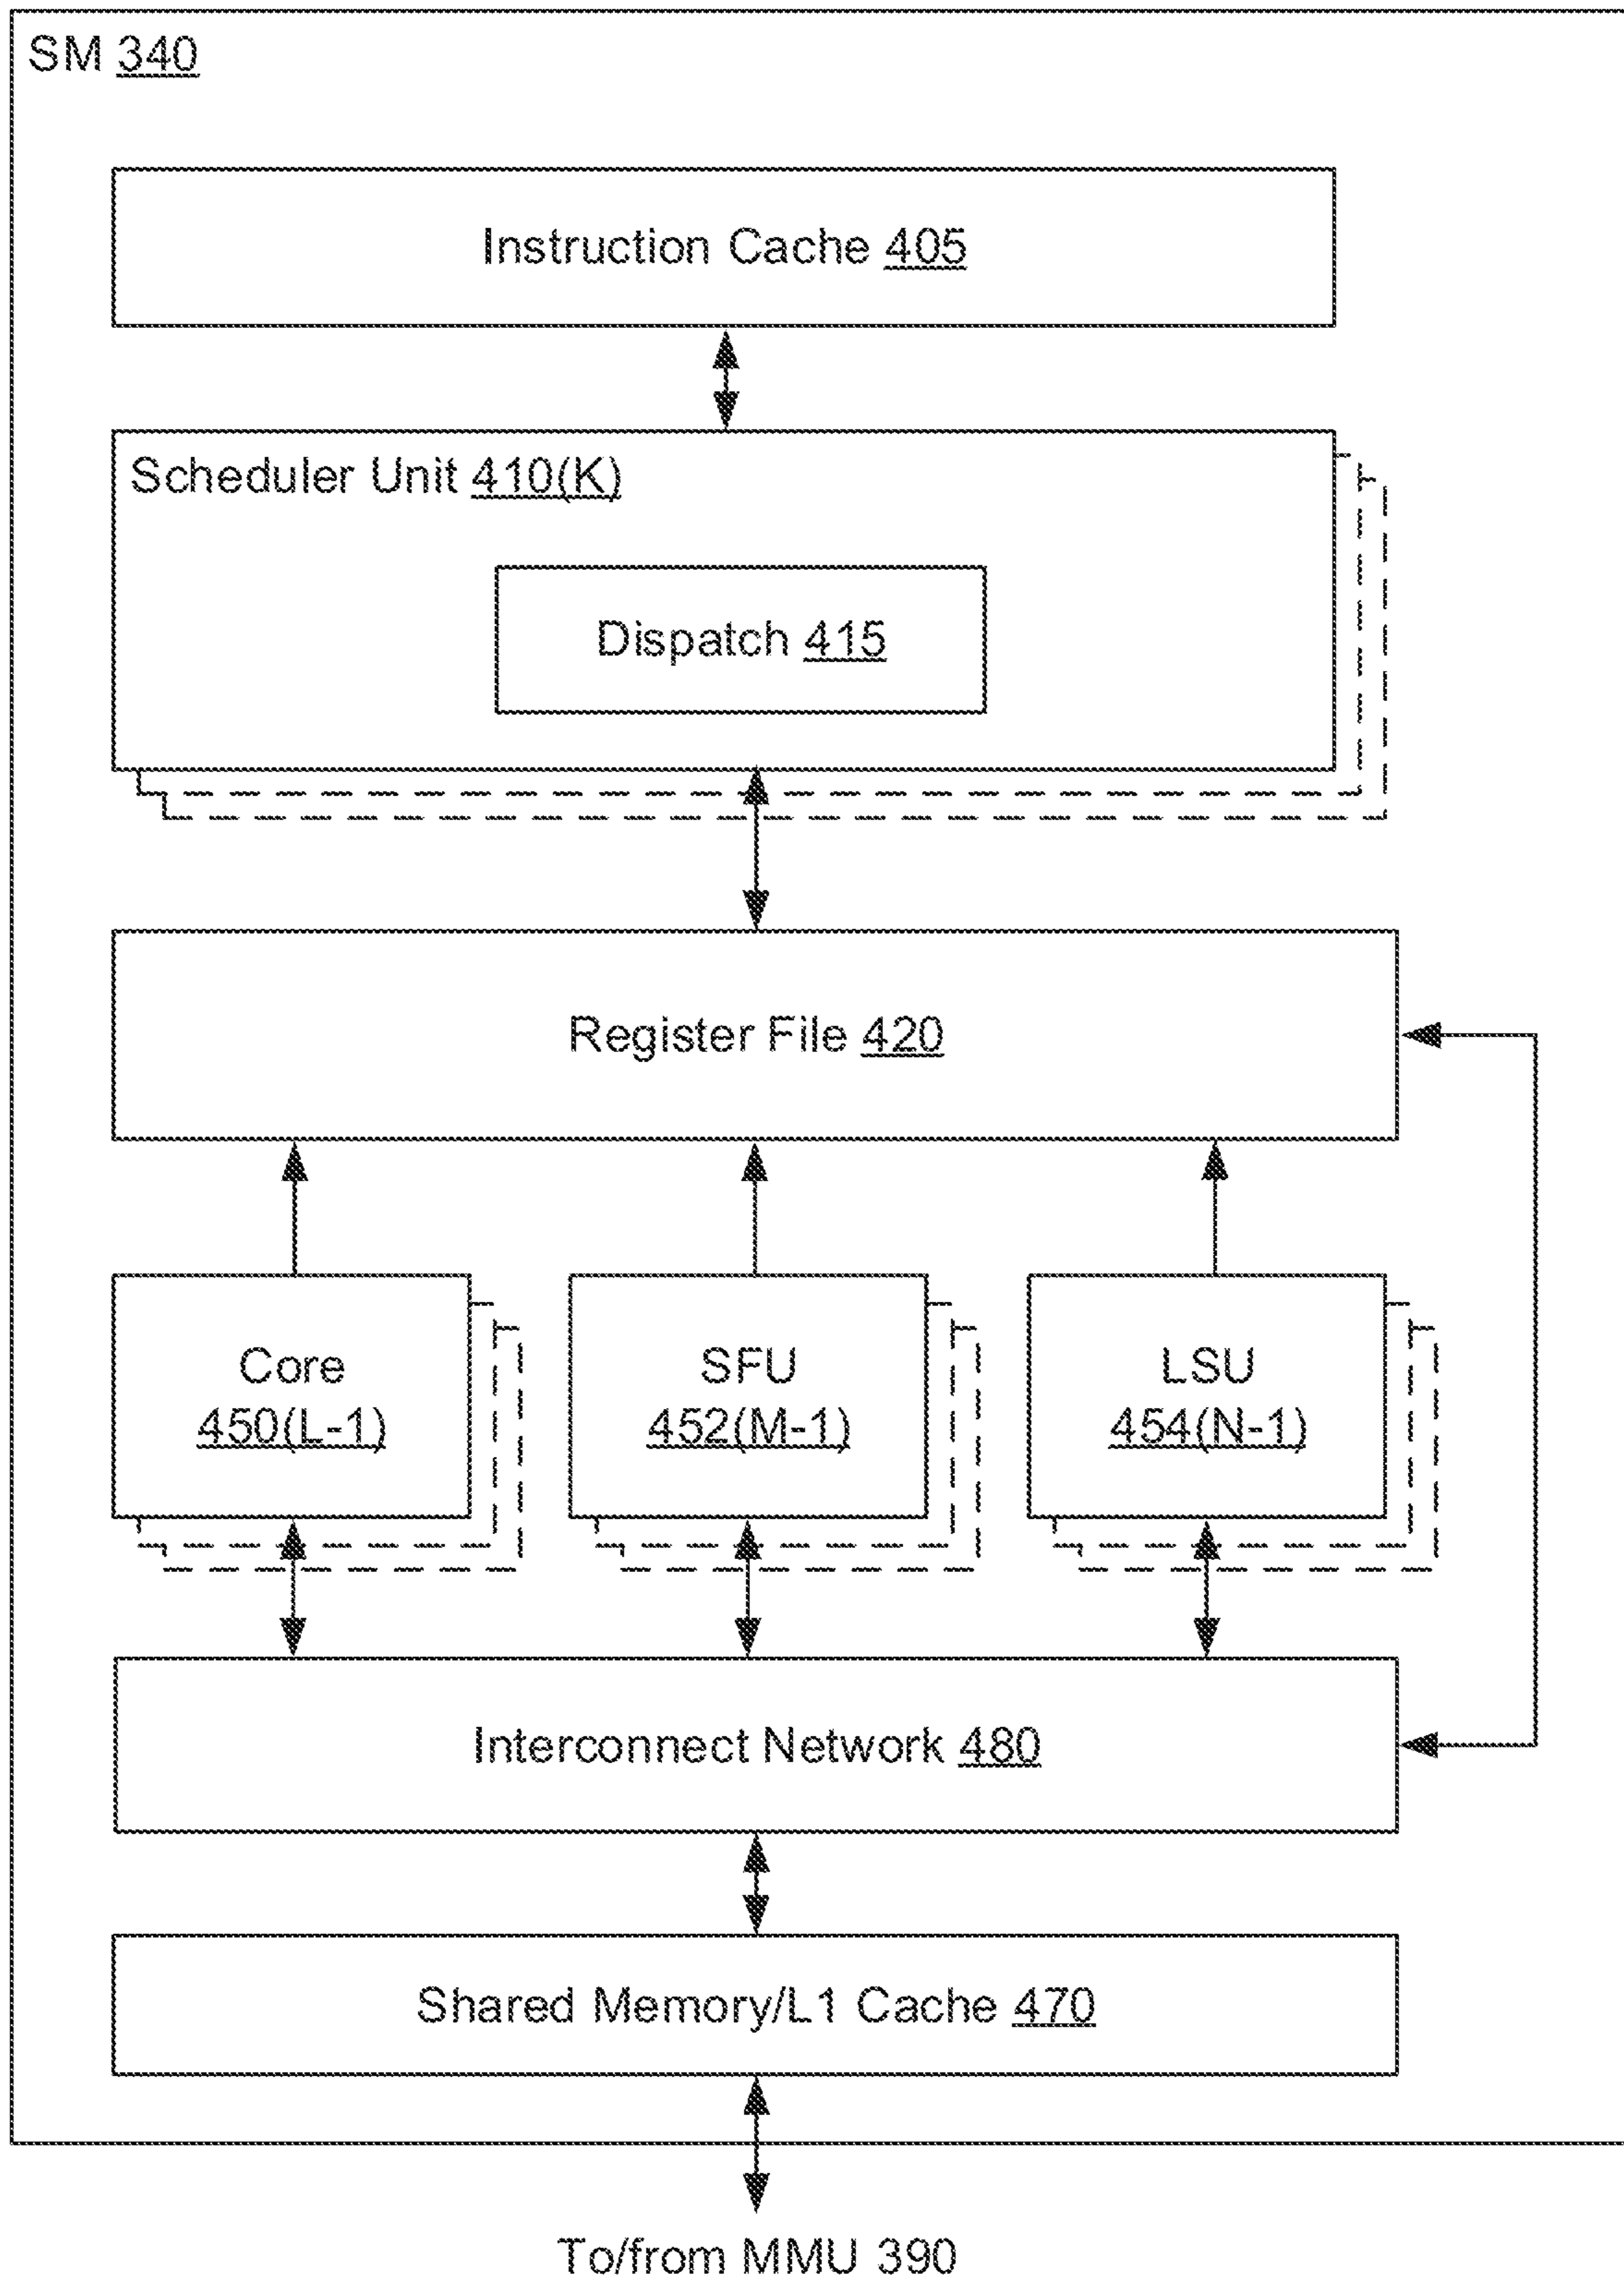 SM 340
Instruction Cache 405
Scheduler Unit 410(K)
Dispatch 415
Register File 420
Core
450(L-1)
SFU
452(M-1)
LSU
454(N-1)
Interconnect Network 480
Shared Memory/L1 Cache 470
To/from MMU 390